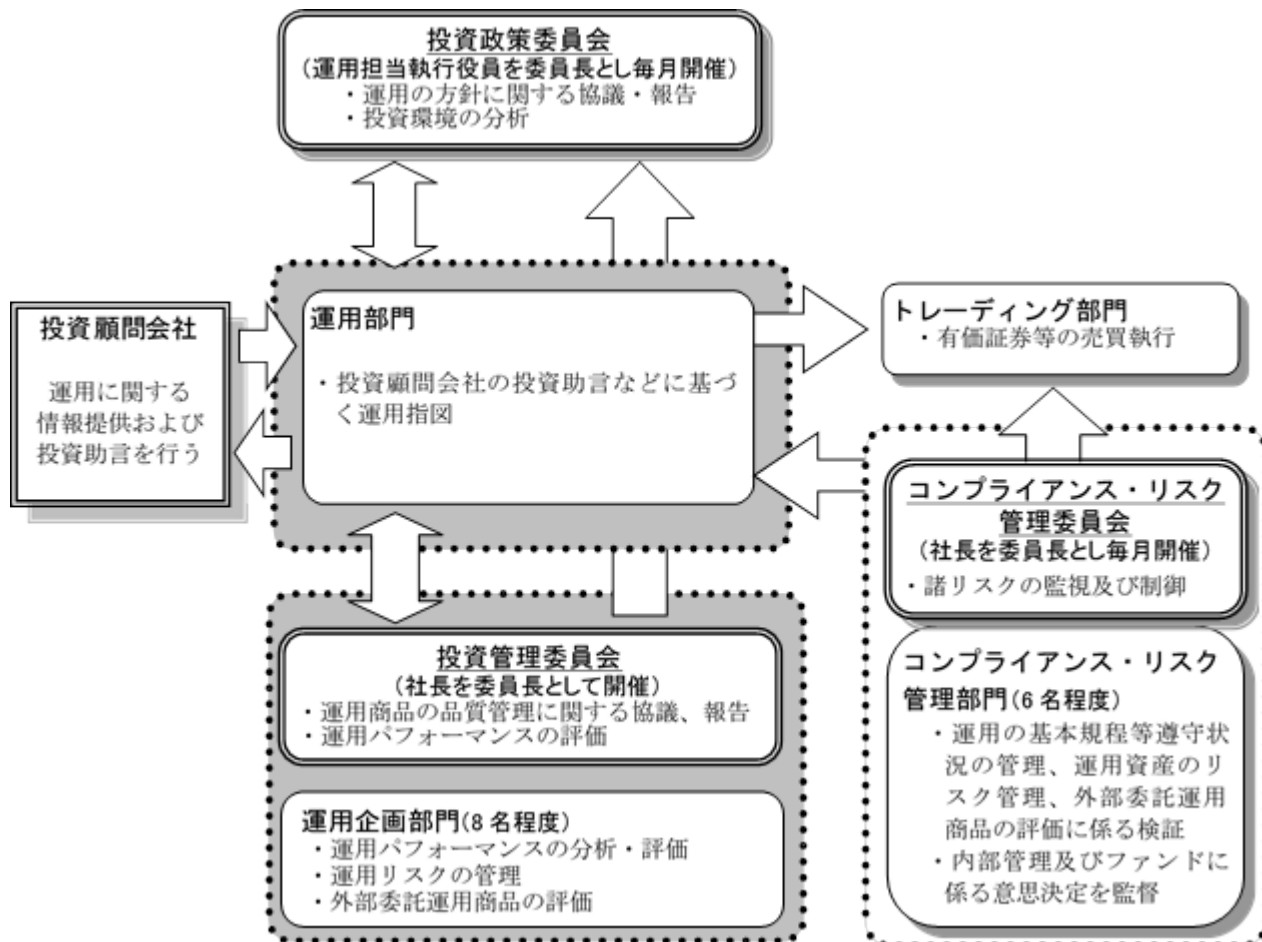 投資政策委員会
(運用担当執行役員を委員長とし毎月開催)
・運用の方針に関する協議・報告
・投資環境の分析
投資顧問会社
運用に関する
情報提供および
投資助言を行う
運用部門
・投資顧問会社の投資助言などに基づ
く運用指図
トレーディング部門
・有価証券等の売買執行
コンプライアンス・リスク
管理委員会
(社長を委員長とし毎月開催)
・諸リスクの監視及び制御
コンプライアンス・リスク
管理部門(6名程度)
・運用の基本規程等遵守状
況の管理、運用資産のリ
スク管理、外部委託運用
商品の評価に係る検証
・内部管理及びファンドに
係る意思決定を監督
投資管理委員会
(社長を委員長として開催)
・運用商品の品質管理に関する協議、報告
・運用パフォーマンスの評価
運用企画部門(8名程度)
・運用パフォーマンスの分析・評価
・運用リスクの管理
・外部委託運用商品の評価